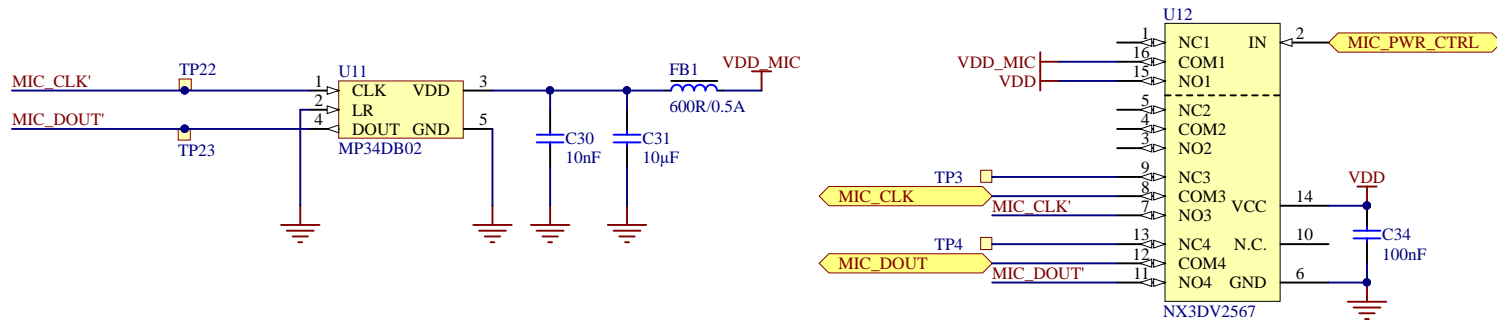 MIC_CLK'
TP22
MIC_DOUT'
TP23
U11
1 CLK VDD 3
2 LR
4 DOUT GND 5
MP34DB02
C30
10nF
C31
10µF
FB1
600R/0.5A
VDD_MIC
U12
1 NC1 IN 2 MIC_PWR_CTRL
VDD_MIC 16 COM1
VDD 15 NO1
5 NC2
4 COM2
3 NO2
TP3 9 NC3
MIC_CLK 8 COM3
MIC_CLK' 7 NO3
VCC 14 VDD
TP4 13 NC4 N.C. 10
MIC_DOUT 12 COM4
MIC_DOUT' 11 NO4 GND 6
C34
100nF
NX3DV2567